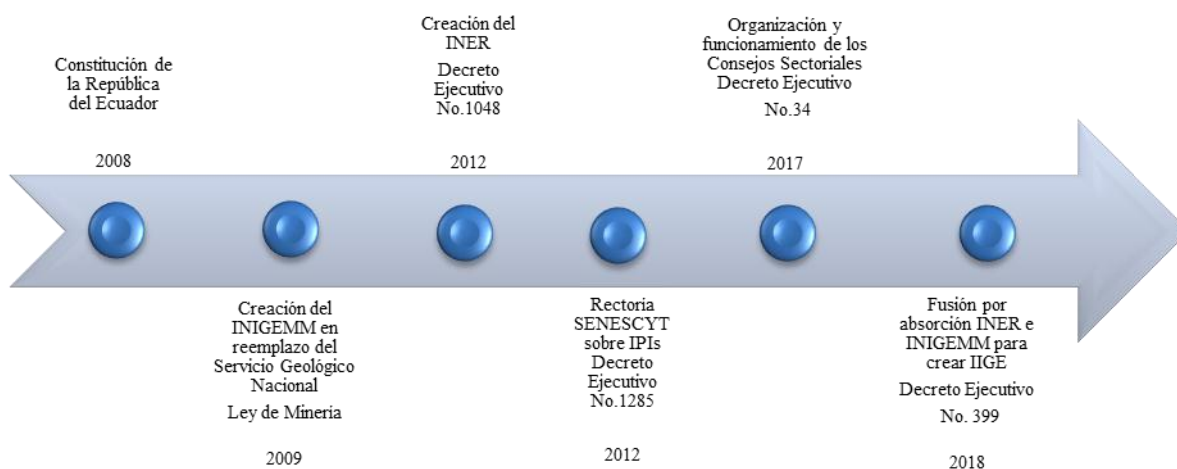 Constitución de
la República
del Ecuador
2008
Creación del
INIGEMM en
reemplazo del
Servicio Geológico
Nacional
Ley de Minería
2009
Creación del
INER
Decreto
Ejecutivo
No.1048
2012
Rectoría
SENESCYT
sobre IPIs
Decreto
Ejecutivo
No.1285
2012
Organización y
funcionamiento de los
Consejos Sectoriales
Decreto Ejecutivo
No.34
2017
Fusión por
absorción INER e
INIGEMM para
crear IIGE
Decreto Ejecutivo
No. 399
2018